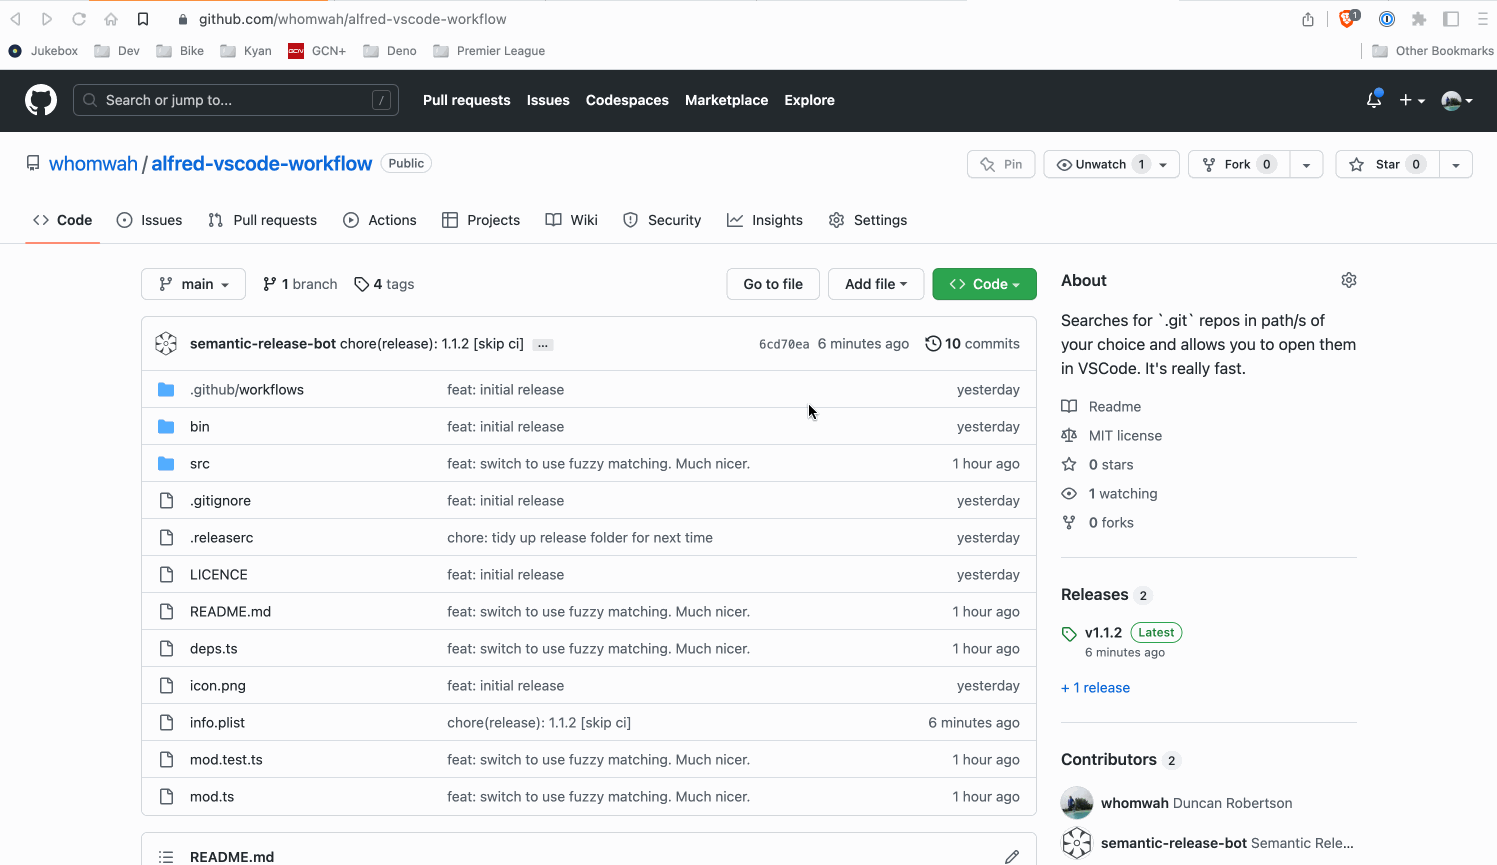 github.com/whomwah/alfred-vscode-workflow
1
Jukebox Dev Bike Kyan GCN GCN+ Deno Premier League Other Bookmarks
Search or jump to... / Pull requests Issues Codespaces Marketplace Explore
whomwah / alfred-vscode-workflow Public Pin Unwatch 1 Fork 0 Star 0
Code Issues Pull requests Actions Projects Wiki Security Insights Settings
main 1 branch 4 tags Go to file Add file Code
semantic-release-bot chore(release): 1.1.2 [skip ci] ... 6cd70ea 6 minutes ago 10 commits
.github/workflows feat: initial release yesterday
bin feat: initial release yesterday
src feat: switch to use fuzzy matching. Much nicer. 1 hour ago
.gitignore feat: initial release yesterday
.releaserc chore: tidy up release folder for next time yesterday
LICENCE feat: initial release yesterday
README.md feat: switch to use fuzzy matching. Much nicer. 1 hour ago
deps.ts feat: switch to use fuzzy matching. Much nicer. 1 hour ago
icon.png feat: initial release yesterday
info.plist chore(release): 1.1.2 [skip ci] 6 minutes ago
mod.test.ts feat: switch to use fuzzy matching. Much nicer. 1 hour ago
mod.ts feat: switch to use fuzzy matching. Much nicer. 1 hour ago
README.md
About
Searches for `.git` repos in path/s of
your choice and allows you to open them
in VSCode. It's really fast.
Readme
MIT license
0 stars
1 watching
0 forks
Releases 2
v1.1.2 Latest
6 minutes ago
+ 1 release
Contributors 2
whomwah Duncan Robertson
semantic-release-bot Semantic Rele...